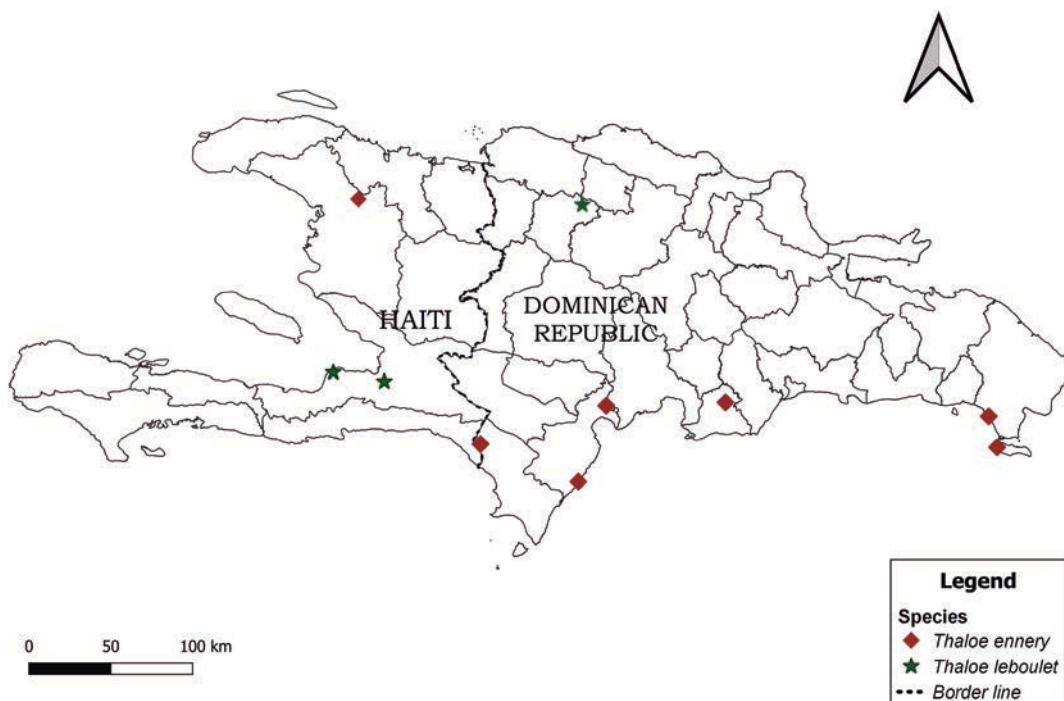 HAITI
DOMINICAN
REPUBLIC
0 50 100 km
Legend
Species
Thaloe ennery
Thaloe leboulet
Border line